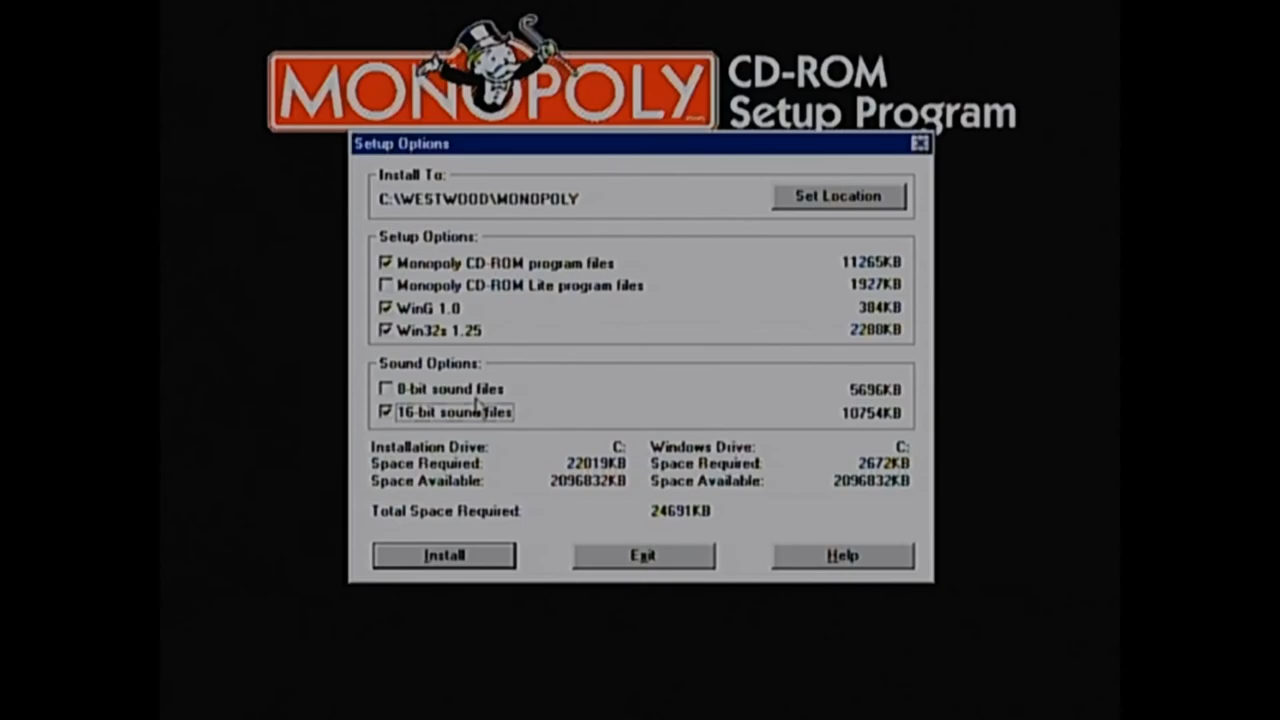 MONOPOLY
CD-ROM
Setup Program
Setup Options
Install To:
C:\WESTWOOD\MONOPOLY
Set Location
Setup Options:
Monopoly CD-ROM program files 11265KB
Monopoly CD-ROM Lite program files 1927KB
WinG 1.0 384KB
Win32s 1.25 2288KB
Sound Options:
8-bit sound files 5696KB
16-bit sound files 10754KB
Installation Drive: C: Windows Drive: C:
Space Required: 22019KB Space Required: 2672KB
Space Available: 2096832KB Space Available: 2096832KB
Total Space Required: 24691KB
Install Exit Help